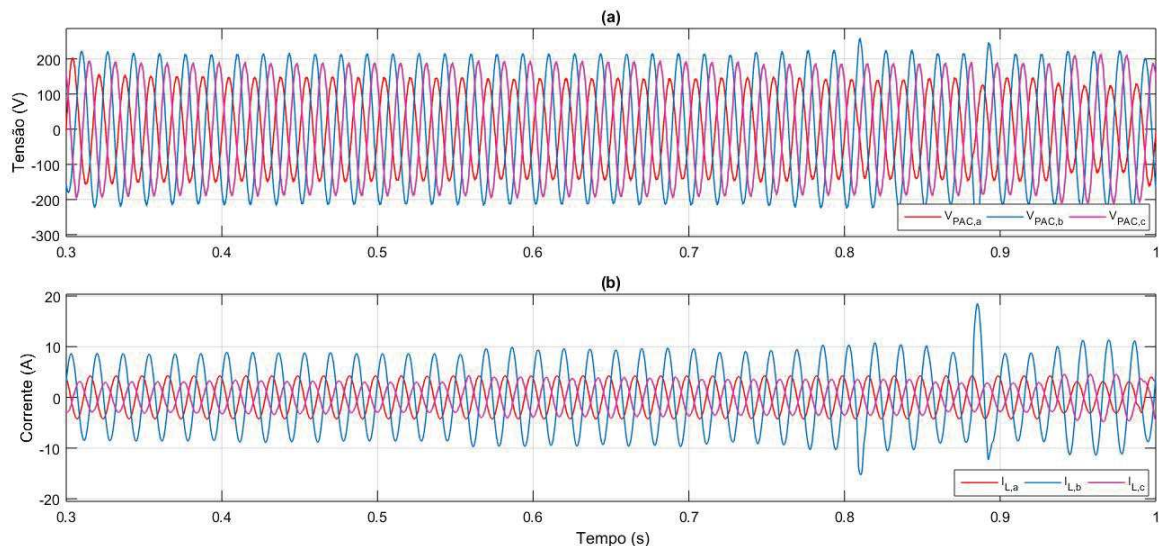 (a)
Tensão (V)
200
100
0
-100
-200
-300
V_PAC,a V_PAC,b V_PAC,c
0.3 0.4 0.5 0.6 0.7 0.8 0.9 1
(b)
Corrente (A)
20
10
0
-10
-20
I_L,a I_L,b I_L,c
0.3 0.4 0.5 0.6 0.7 0.8 0.9 1
Tempo (s)